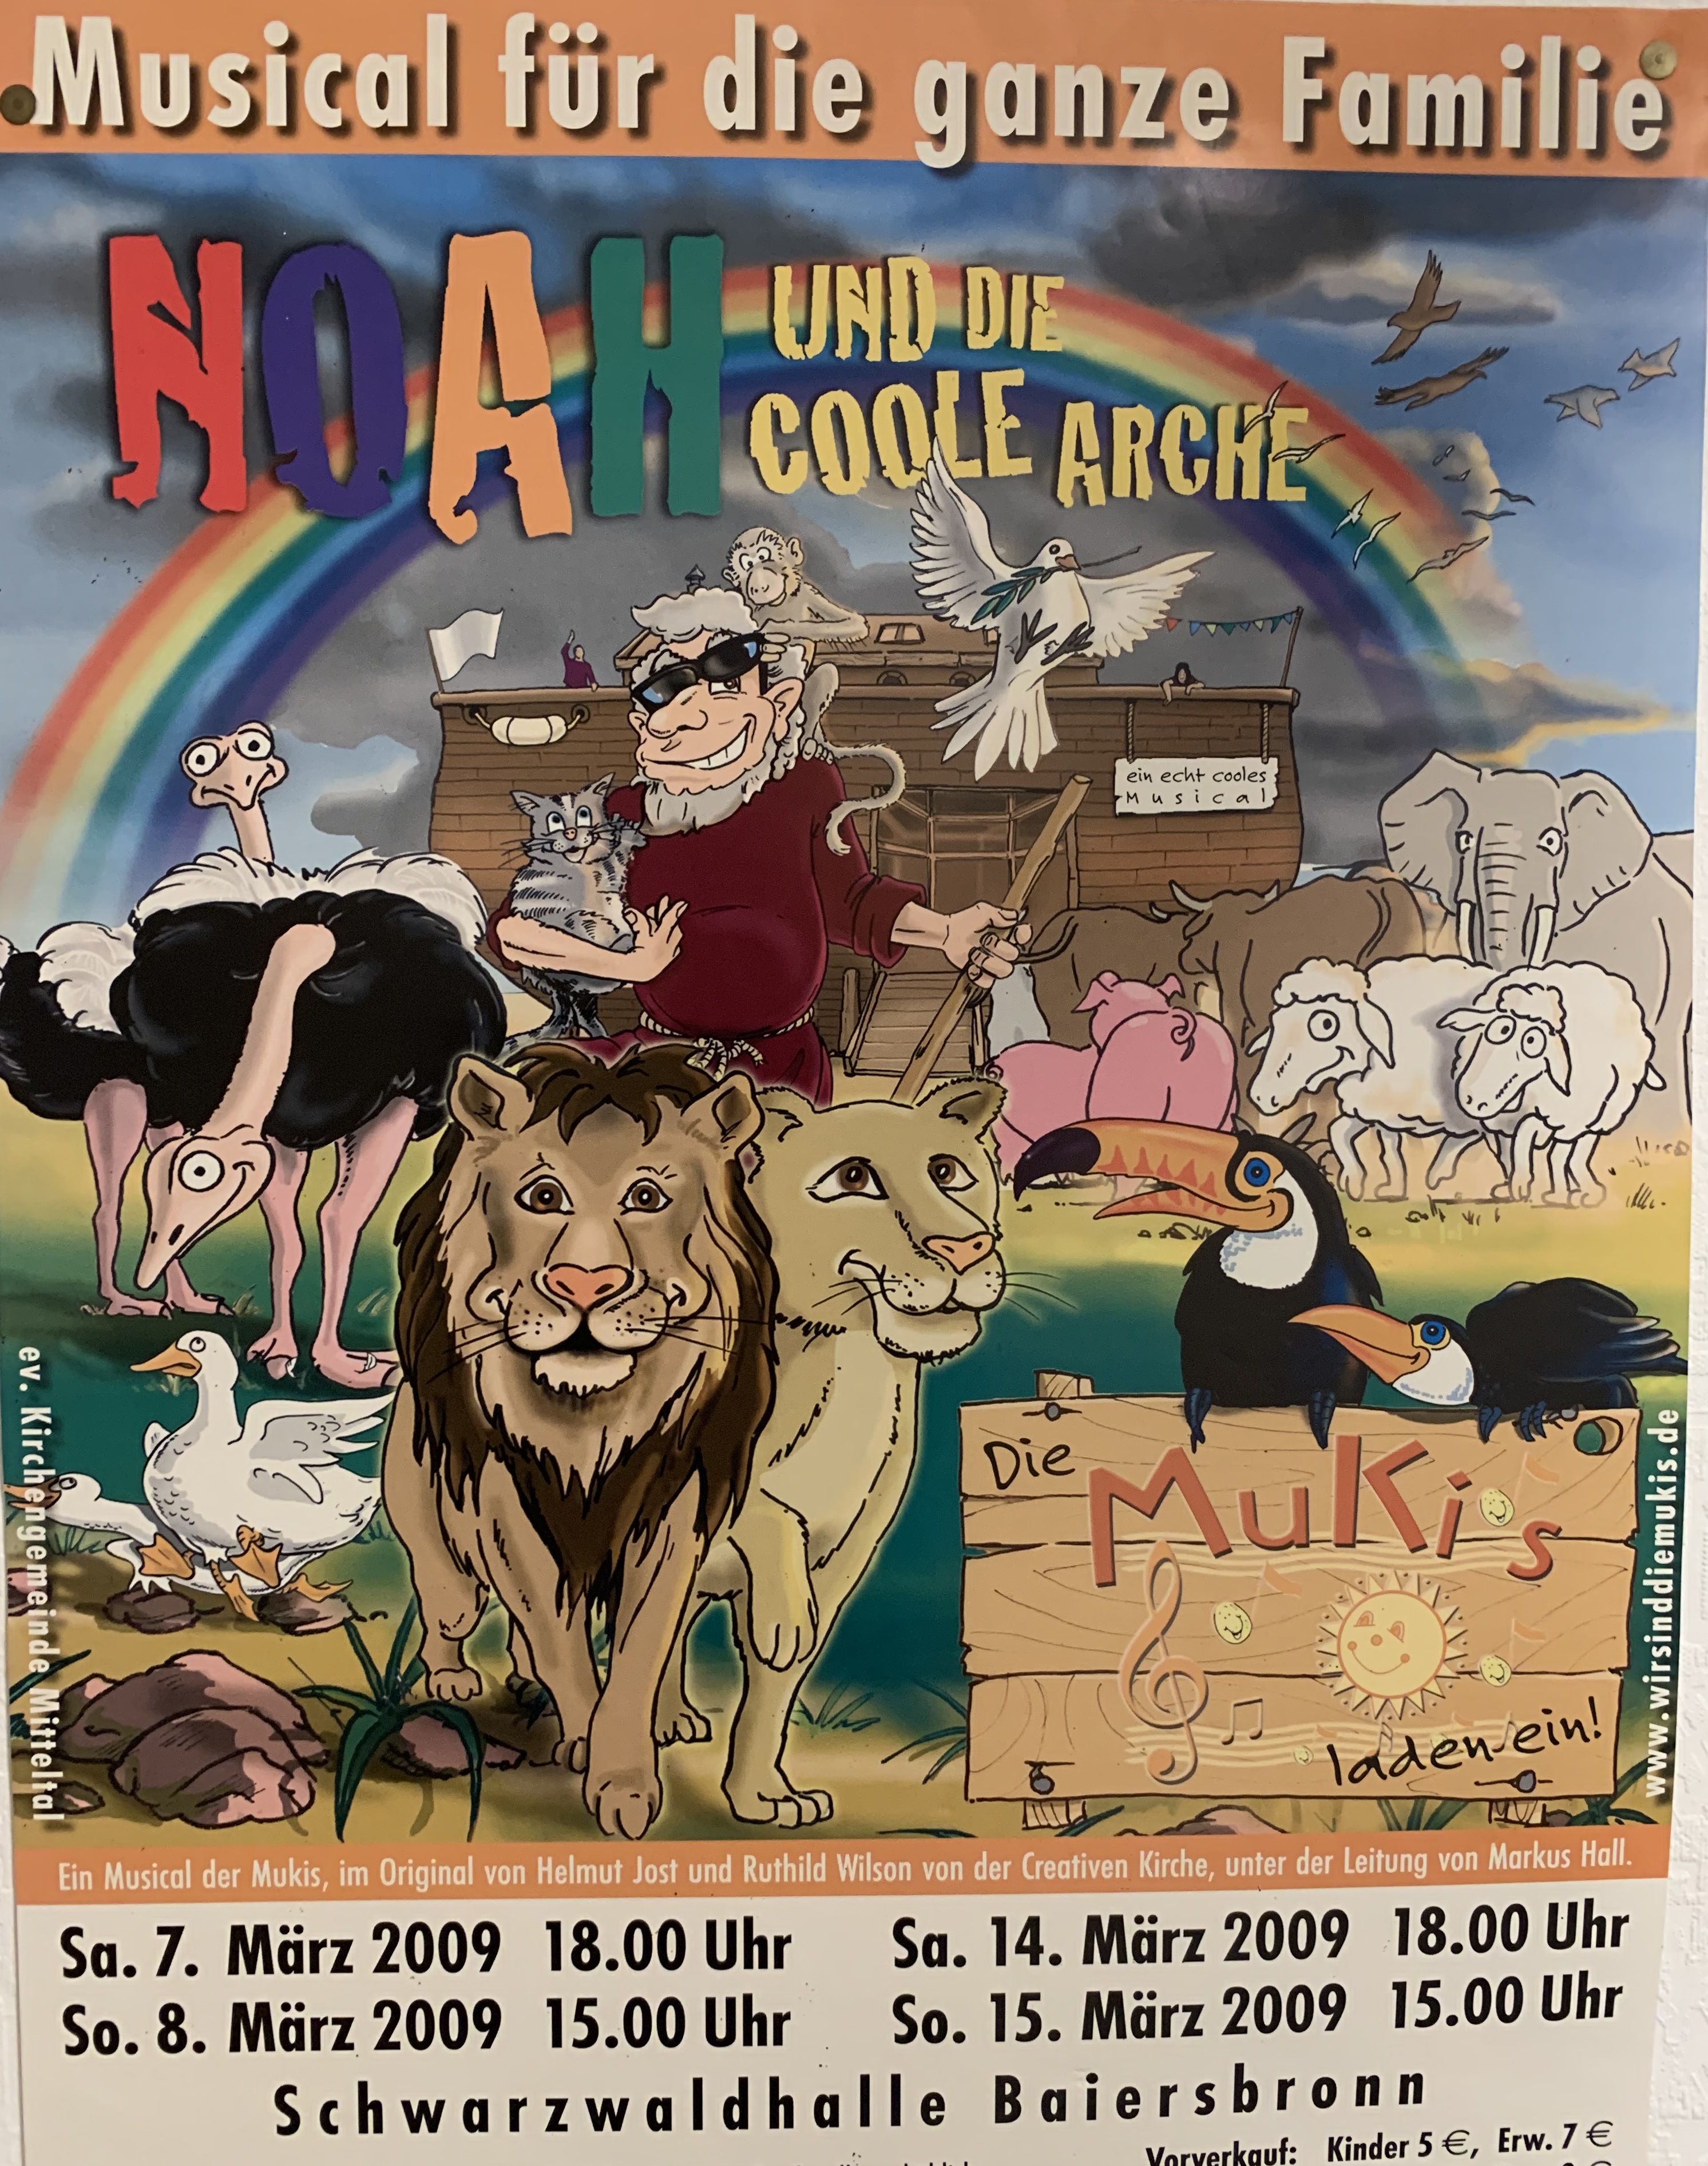 Musical für die ganze Familie
NOAH UND DIE
COOLE ARCHE
ein echt cooles
Musical
ev. Kirchengemeinde Mitteltal
www.wirsinddiemukis.de
Die
MuKis
laden ein!
Ein Musical der Mukis, im Original von Helmut Jost und Ruthild Wilson von der Creativen Kirche, unter der Leitung von Markus Hall.
Sa. 7. März 2009 18.00 Uhr
So. 8. März 2009 15.00 Uhr
Sa. 14. März 2009 18.00 Uhr
So. 15. März 2009 15.00 Uhr
Schwarzwaldhalle Baiersbronn
Vorverkauf: Kinder 5 €, Erw. 7 €